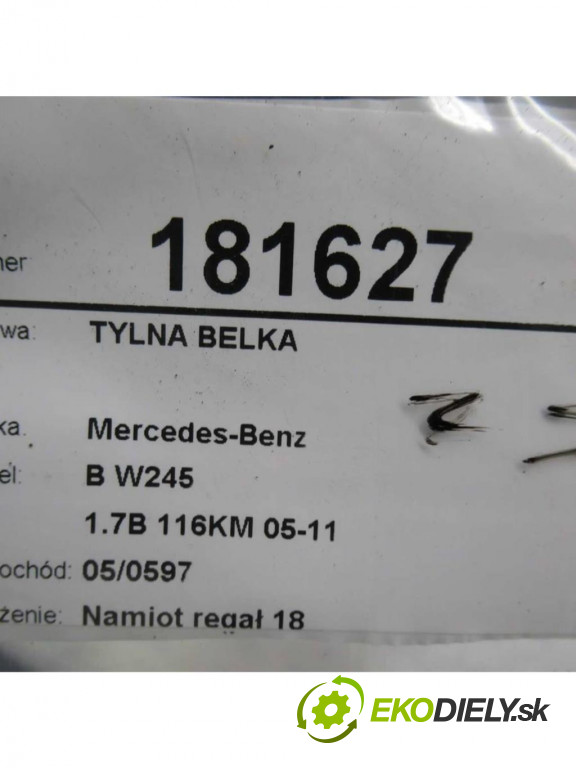 181627
TYLNA BELKA
Mercedes-Benz
B W245
1.7B 116KM 05-11
05/0597
Namiot regał 18
EKODIELY.sk